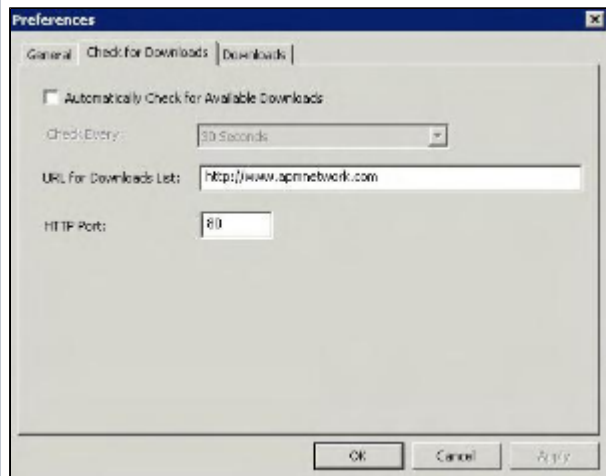 Preferences
General Check for Downloads Downloads
Automatically Check for Available Downloads
Check Every: 30 Seconds
URL for Downloads List: http://www.apmnetwork.com
HTTP Port: 80
OK Cancel Apply